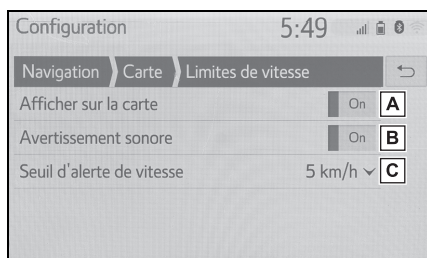 Configuration 5:49
Navigation Carte Limites de vitesse
Afficher sur la carte On A
Avertissement sonore On B
Seuil d'alerte de vitesse 5 km/h C